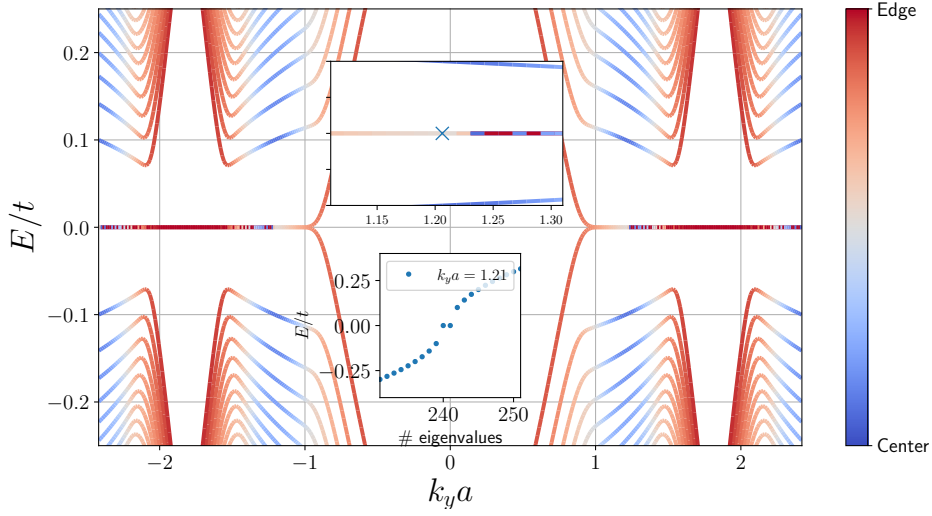 Edge
0.2
0.1
0.0
−0.1
−0.2
E/t
1.15
1.20
1.25
1.30
k_y a = 1.21
0.25
0.00
−0.25
E/t
240
250
# eigenvalues
−2
−1
0
1
2
k_y a
Center